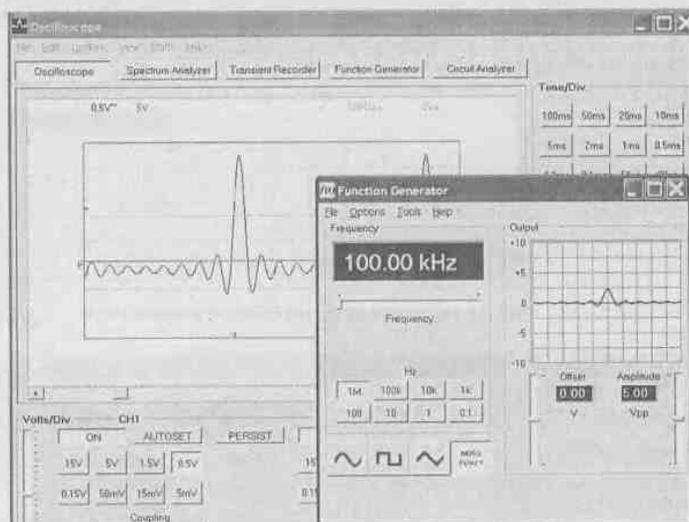 Oscilloscope
Edit
Oscilloscope Spectrum Analyzer Transient Recorder Function Generator Circuit Analyzer
0.5V~ 5V
Time/Div.
100ms 50ms 20ms 10ms
5ms 2ms 1ms 0.5ms
Function Generator
File Options Tools Help
Frequency
100.00 kHz
Frequency
Hz
1M 100k 10k 1k
100 10 1 0.1
MORE FUNCT
Output
+10
+5
0
-5
-10
Offset Amplitude
0.00 5.00
V Vpp
Volts/Div. CH1
ON AUTOSET PERSIST
15V 5V 1.5V 0.5V
0.15V 50mV 15mV 5mV
Coupling